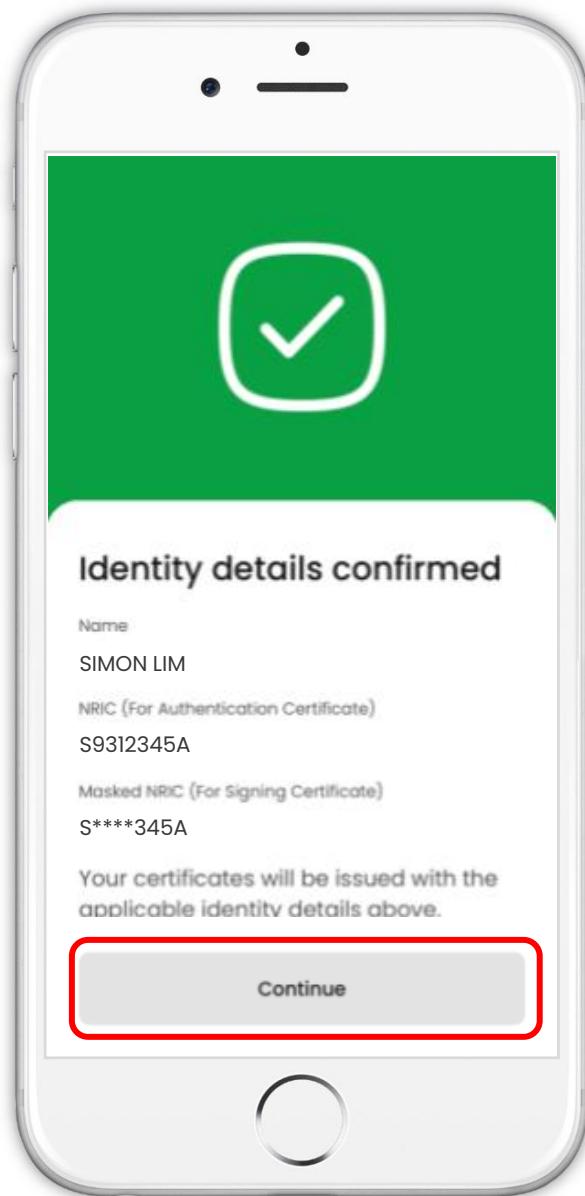 Identity details confirmed
Name
SIMON LIM
NRIC (For Authentication Certificate)
S9312345A
Masked NRIC (For Signing Certificate)
S****345A
Your certificates will be issued with the
applicable identity details above.
Continue